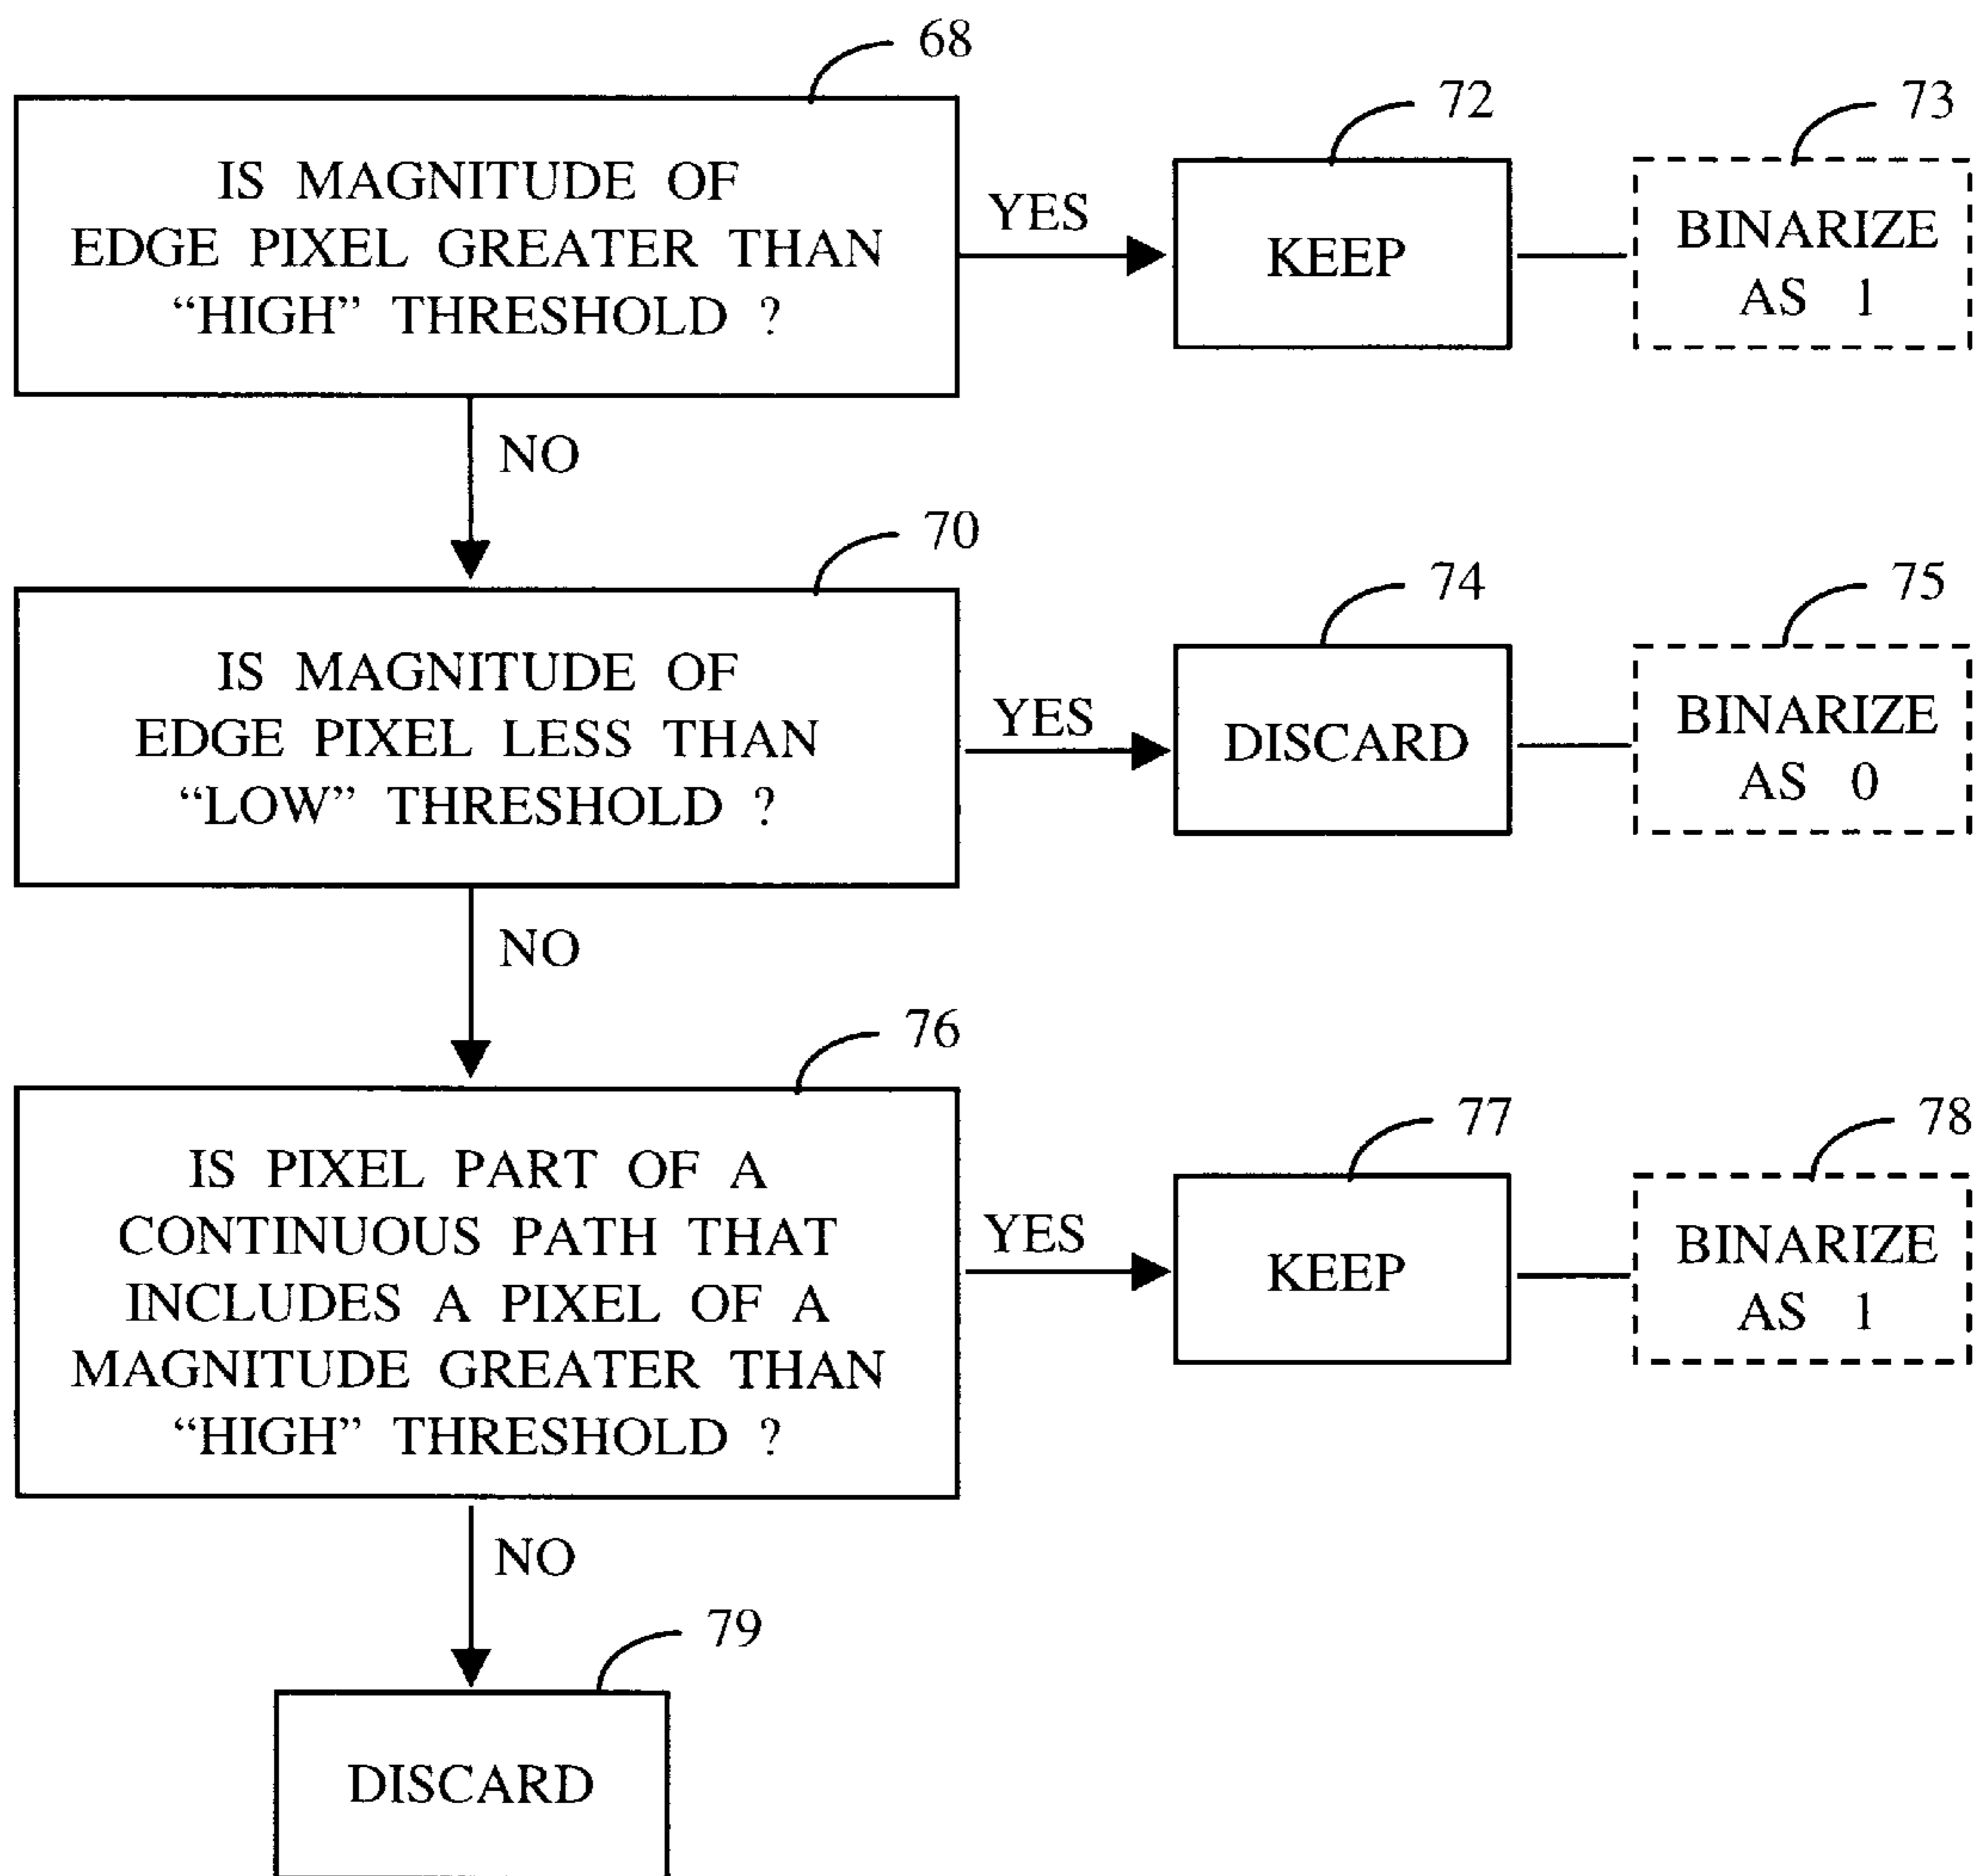 68
72
73
IS MAGNITUDE OF
EDGE PIXEL GREATER THAN
“HIGH” THRESHOLD ?
YES
KEEP
BINARIZE
AS 1
NO
70
74
75
IS MAGNITUDE OF
EDGE PIXEL LESS THAN
“LOW” THRESHOLD ?
YES
DISCARD
BINARIZE
AS 0
NO
76
77
78
IS PIXEL PART OF A
CONTINUOUS PATH THAT
INCLUDES A PIXEL OF A
MAGNITUDE GREATER THAN
“HIGH” THRESHOLD ?
YES
KEEP
BINARIZE
AS 1
NO
79
DISCARD